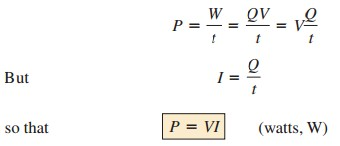 P = W/t = QV/t = V Q/t
But I = Q/t
so that P = VI (watts, W)